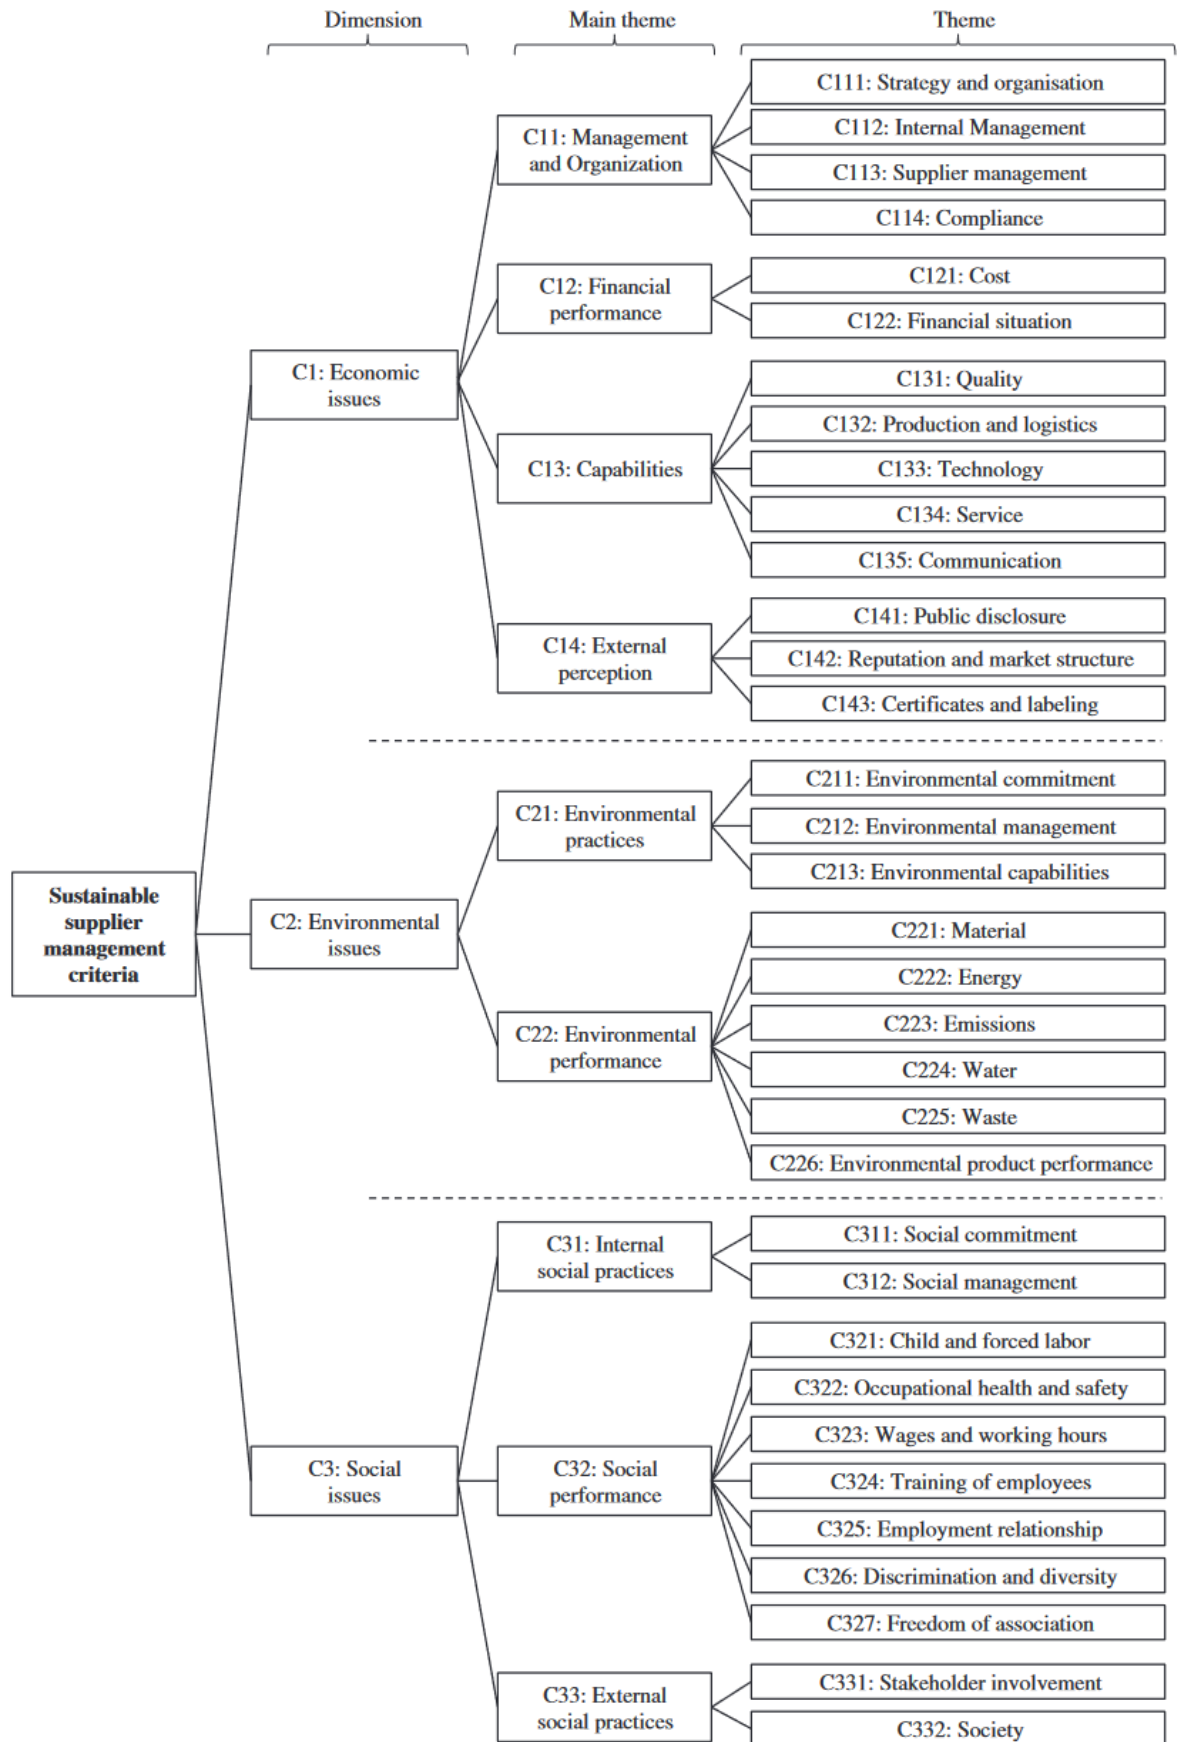 Dimension
Main theme
Theme
C111: Strategy and organisation
C11: Management
and Organization
C112: Internal Management
C113: Supplier management
C114: Compliance
C12: Financial
performance
C121: Cost
C122: Financial situation
C1: Economic
issues
C131: Quality
C132: Production and logistics
C13: Capabilities
C133: Technology
C134: Service
C135: Communication
C14: External
perception
C141: Public disclosure
C142: Reputation and market structure
C143: Certificates and labeling
C21: Environmental
practices
C211: Environmental commitment
C212: Environmental management
C213: Environmental capabilities
Sustainable
supplier
management
criteria
C2: Environmental
issues
C221: Material
C222: Energy
C22: Environmental
performance
C223: Emissions
C224: Water
C225: Waste
C226: Environmental product performance
C31: Internal
social practices
C311: Social commitment
C312: Social management
C321: Child and forced labor
C322: Occupational health and safety
C323: Wages and working hours
C3: Social
issues
C32: Social
performance
C324: Training of employees
C325: Employment relationship
C326: Discrimination and diversity
C327: Freedom of association
C33: External
social practices
C331: Stakeholder involvement
C332: Society